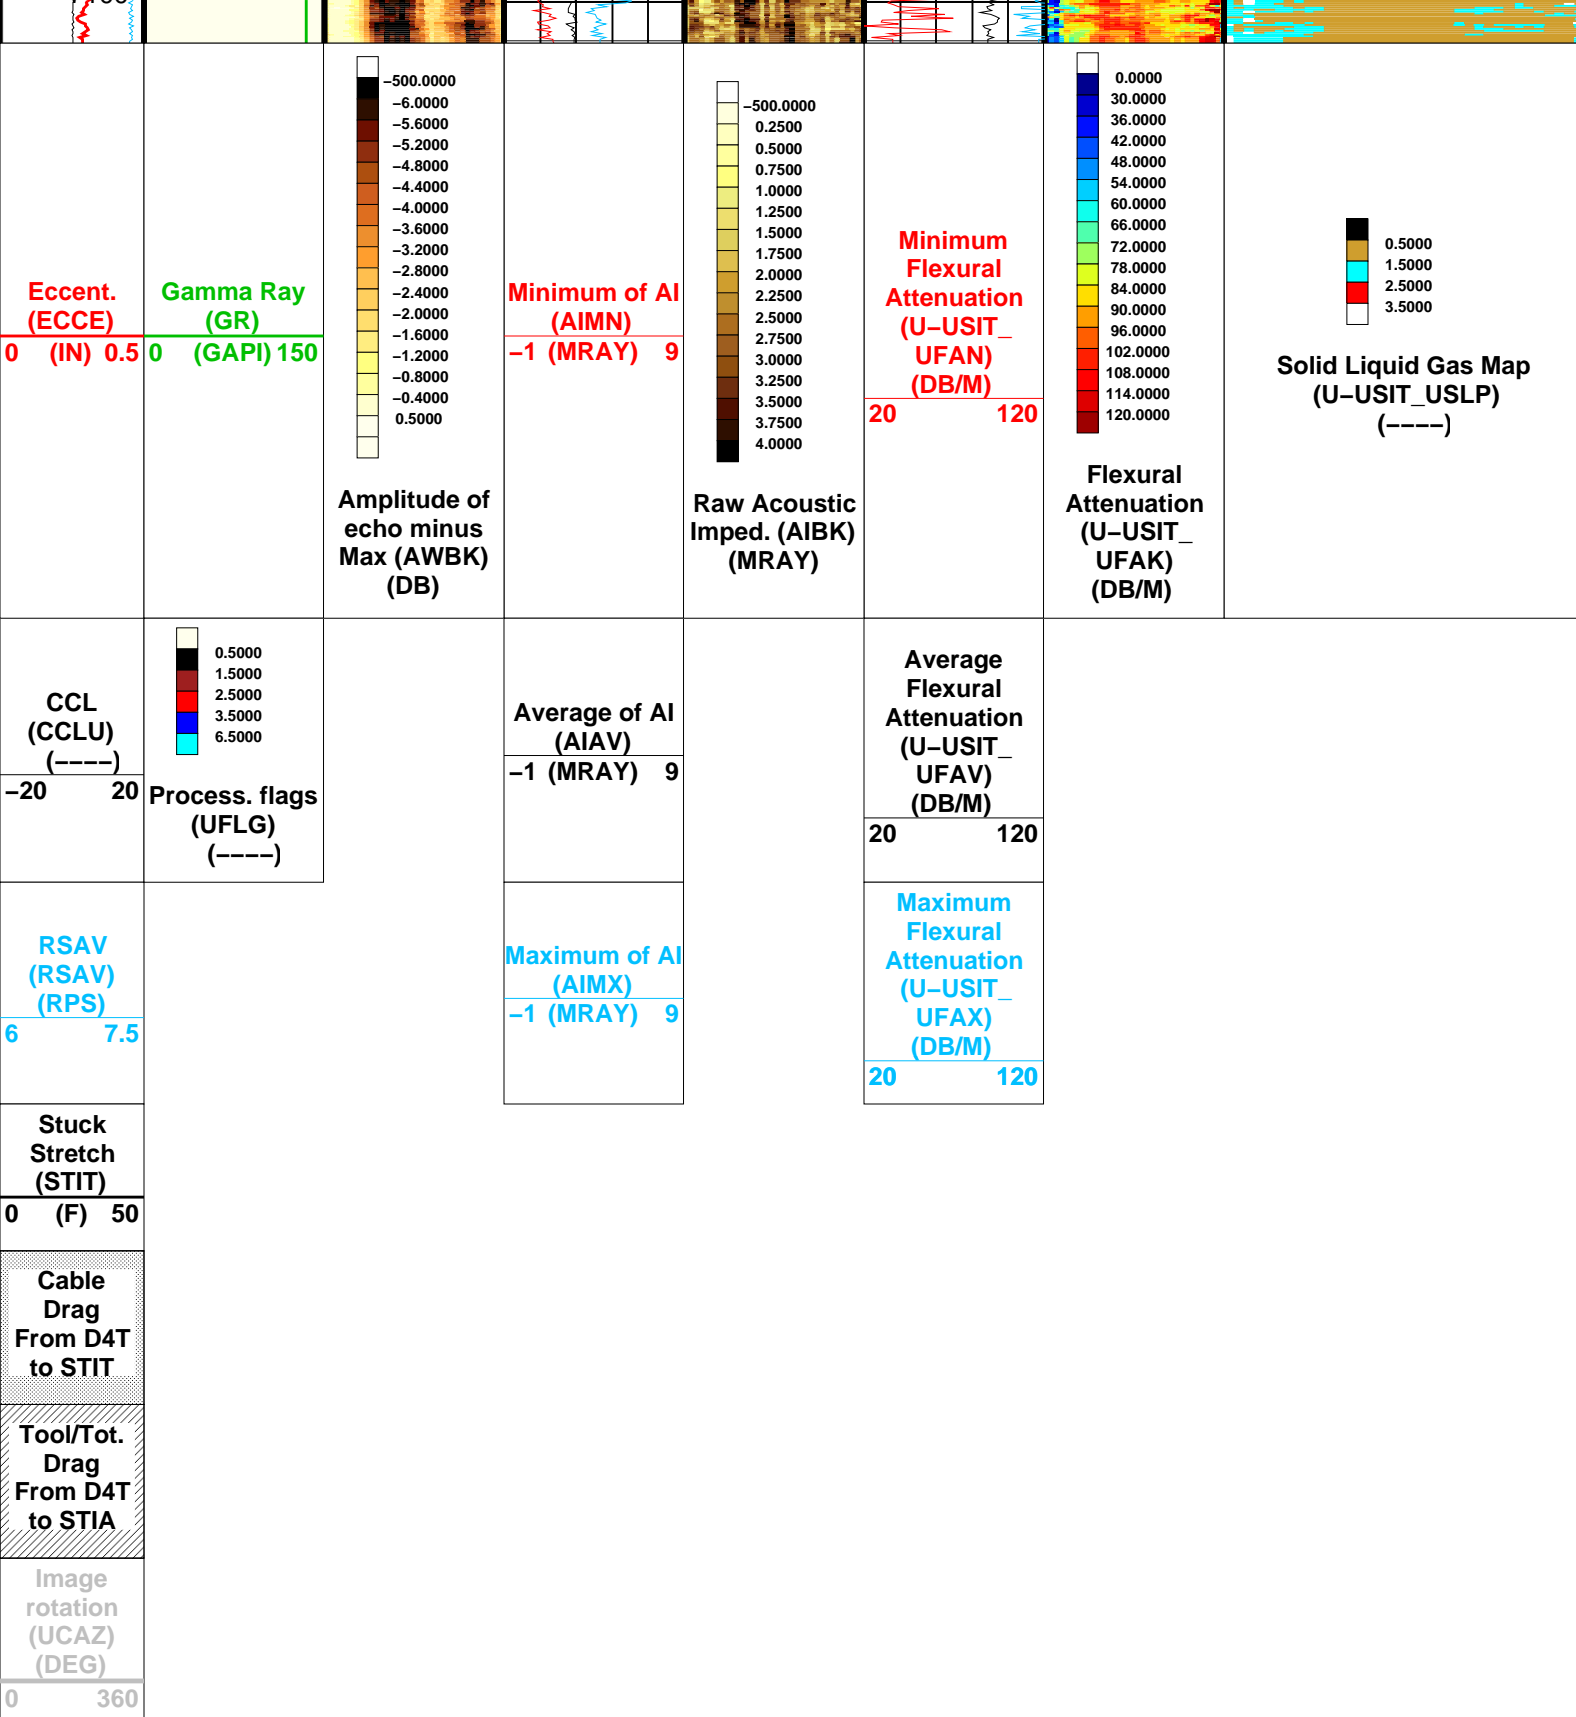 Eccent.
(ECCE)
0 (IN) 0.5
Gamma Ray
(GR)
0 (GAPI) 150
−500.0000
−6.0000
−5.6000
−5.2000
−4.8000
−4.4000
−4.0000
−3.6000
−3.2000
−2.8000
−2.4000
−2.0000
−1.6000
−1.2000
−0.8000
−0.4000
0.5000
Amplitude of
echo minus
Max (AWBK)
(DB)
Minimum of AI
(AIMN)
−1 (MRAY) 9
−500.0000
0.2500
0.5000
0.7500
1.0000
1.2500
1.5000
1.7500
2.0000
2.2500
2.5000
2.7500
3.0000
3.2500
3.5000
3.7500
4.0000
Raw Acoustic
Imped. (AIBK)
(MRAY)
Minimum
Flexural
Attenuation
(U−USIT_
UFAN)
(DB/M)
20 120
0.0000
30.0000
36.0000
42.0000
48.0000
54.0000
60.0000
66.0000
72.0000
78.0000
84.0000
90.0000
96.0000
102.0000
108.0000
114.0000
120.0000
Flexural
Attenuation
(U−USIT_
UFAK)
(DB/M)
0.5000
1.5000
2.5000
3.5000
Solid Liquid Gas Map
(U−USIT_USLP)
(−−−−)
CCL
(CCLU)
(−−−−)
−20 20
0.5000
1.5000
2.5000
3.5000
6.5000
Process. flags
(UFLG)
(−−−−)
Average of AI
(AIAV)
−1 (MRAY) 9
Average
Flexural
Attenuation
(U−USIT_
UFAV)
(DB/M)
20 120
RSAV
(RSAV)
(RPS)
6 7.5
Maximum of AI
(AIMX)
−1 (MRAY) 9
Maximum
Flexural
Attenuation
(U−USIT_
UFAX)
(DB/M)
20 120
Stuck
Stretch
(STIT)
0 (F) 50
Cable
Drag
From D4T
to STIT
Tool/Tot.
Drag
From D4T
to STIA
Image
rotation
(UCAZ)
(DEG)
0 360